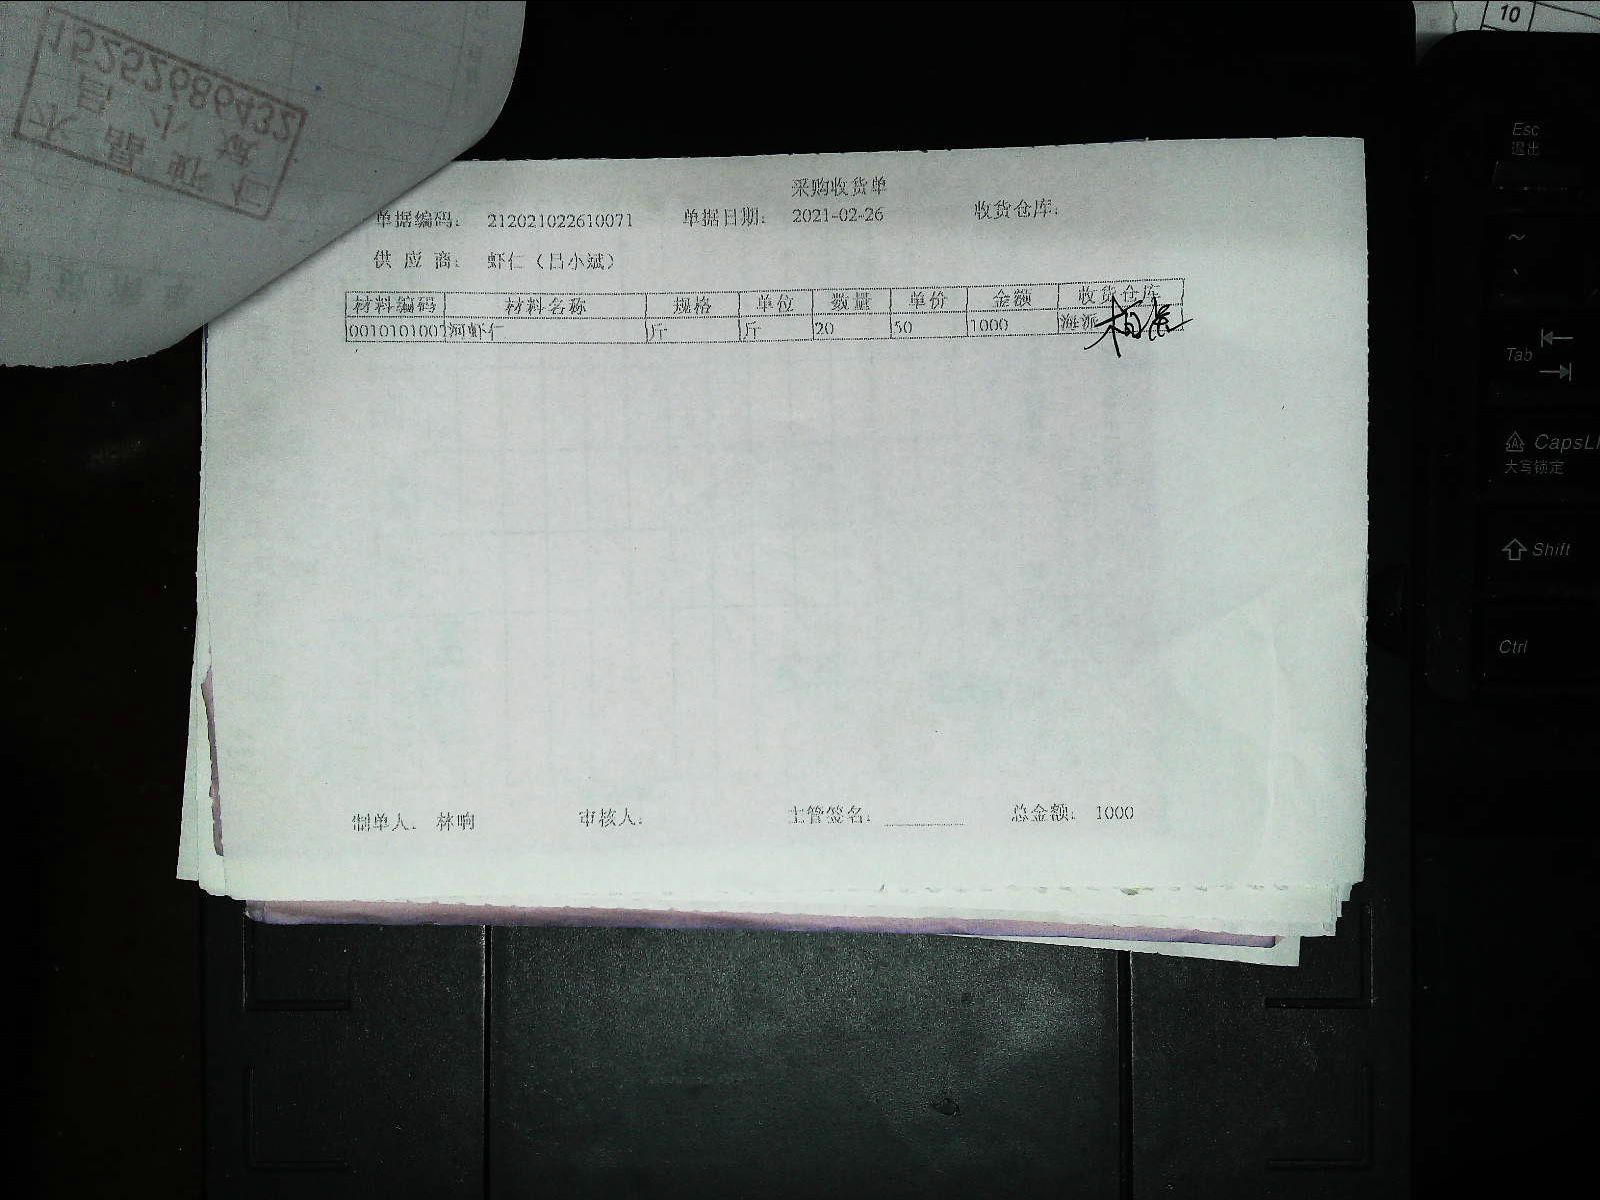 10
15252686432
采购收货单
单据编码: 212021022610071 单据日期: 2021-02-26 收货仓库:
供 应 商: 虾仁（吕小斌）
材料编码 材料名称 规格 单位 数量 单价 金额 收货仓库
0010101007 河虾仁 斤 斤 20 50 1000 海派
制单人: 林响 审核人: 主管签名: 总金额: 1000
Esc
退出
~
Tab
CapsL
大写锁定
Shift
Ctrl